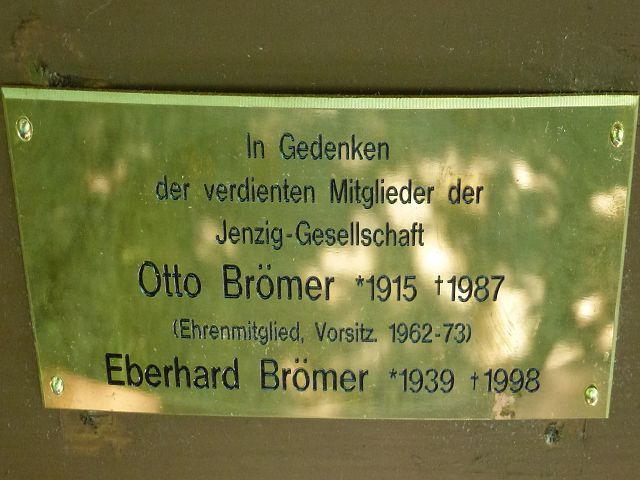 In Gedenken
der verdienten Mitglieder der
Jenzig-Gesellschaft
Otto Brömer *1915 †1987
(Ehrenmitglied, Vorsitz. 1962-73)
Eberhard Brömer *1939 †1998